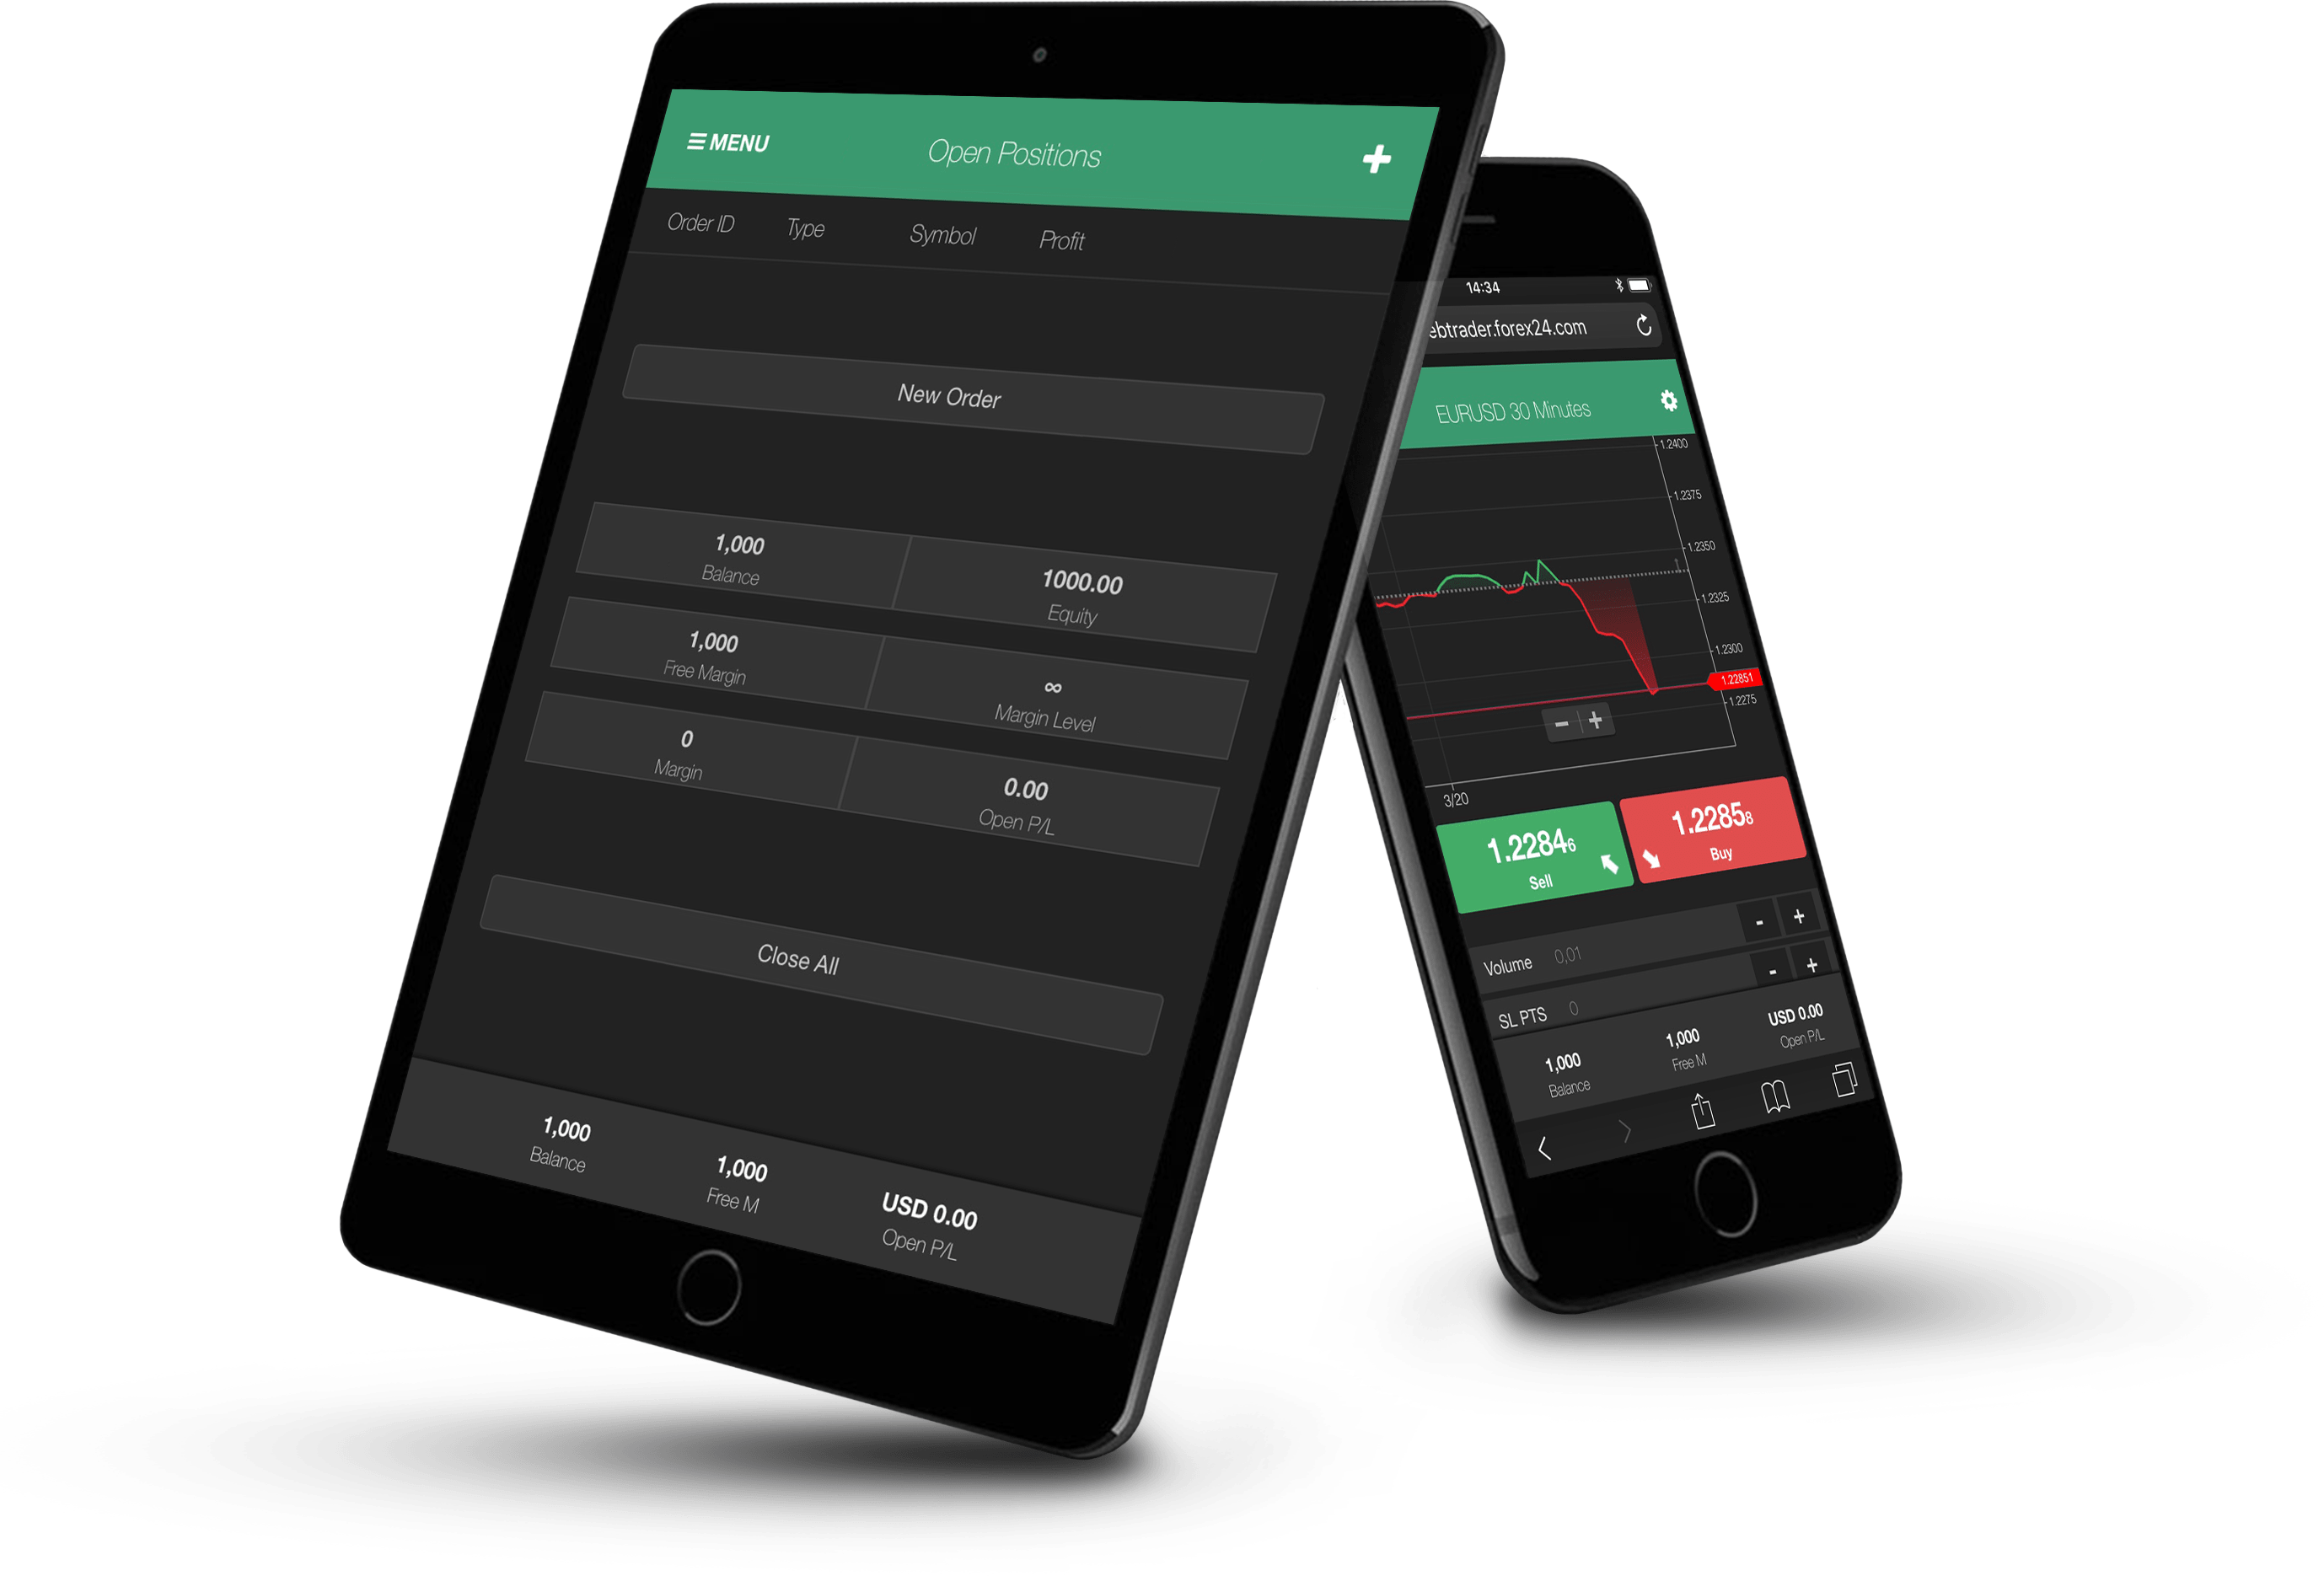 MENU
Open Positions
Order ID Type Symbol Profit
New Order
1,000
Balance
1000.00
Equity
1,000
Free Margin
∞
Margin Level
0
Margin
0.00
Open P/L
Close All
1,000
Balance
1,000
Free M
USD 0.00
Open P/L
14:34
ebtrader.forex24.com
EURUSD 30 Minutes
1.2400
1.2375
1.2350
1.2325
1.2300
1.22851
1.2275
3/20
1.22846
Sell
1.22858
Buy
Volume 0,01 - +
SL PTS 0 - +
1,000
Balance
1,000
Free M
USD 0.00
Open P/L